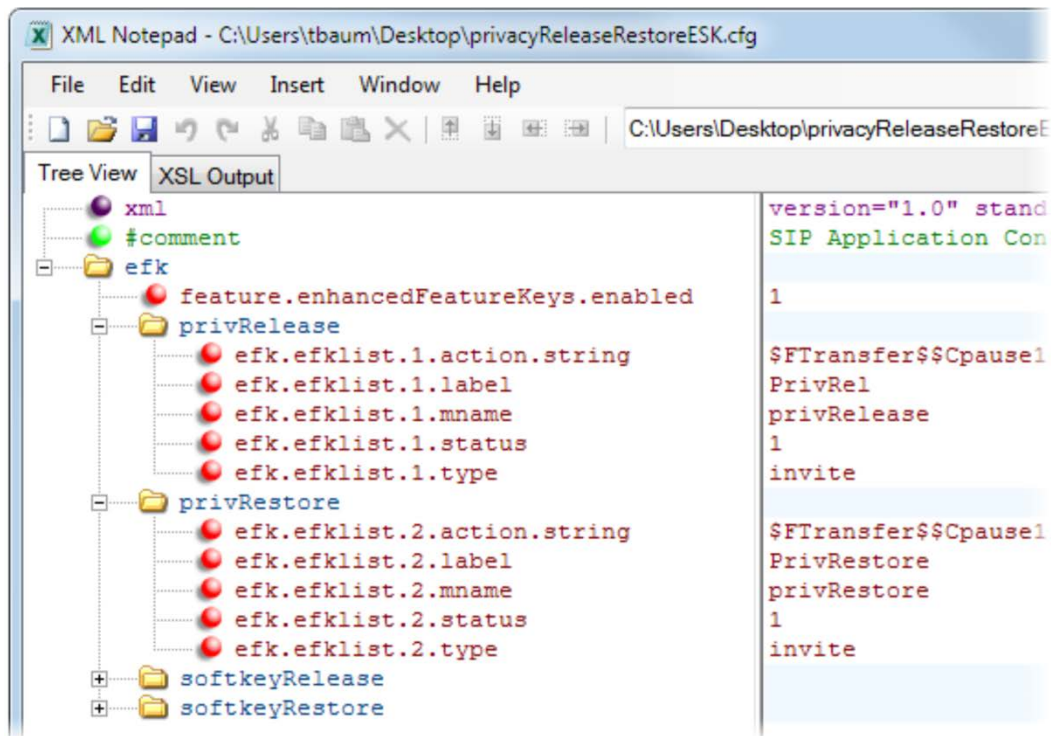 XML Notepad - C:\Users\tbaum\Desktop\privacyReleaseRestoreESK.cfg
File Edit View Insert Window Help
C:\Users\Desktop\privacyReleaseRestoreE
Tree View XSL Output
xml version="1.0" stand
#comment SIP Application Con
efk
feature.enhancedFeatureKeys.enabled 1
privRelease
efk.efklist.1.action.string $FTransfer$$Cpause1
efk.efklist.1.label PrivRel
efk.efklist.1.mname privRelease
efk.efklist.1.status 1
efk.efklist.1.type invite
privRestore
efk.efklist.2.action.string $FTransfer$$Cpause1
efk.efklist.2.label PrivRestore
efk.efklist.2.mname privRestore
efk.efklist.2.status 1
efk.efklist.2.type invite
softkeyRelease
softkeyRestore